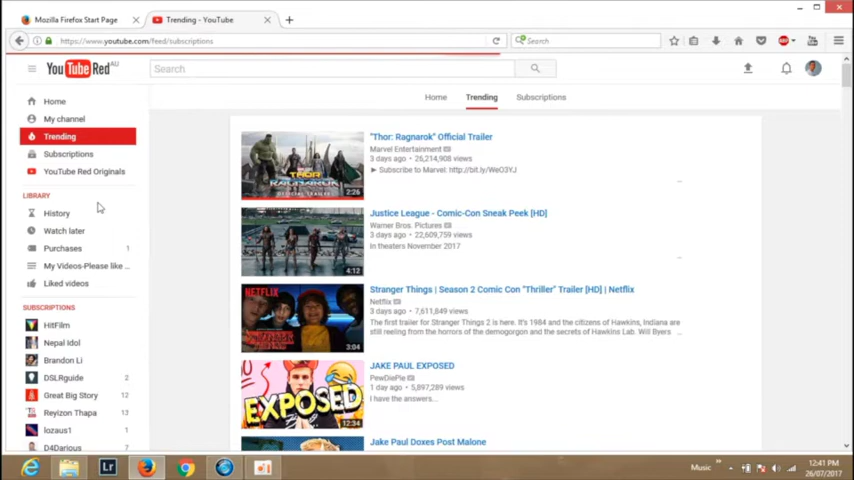 Mozilla Firefox Start Page
Trending - YouTube
https://www.youtube.com/feed/subscriptions
Search
YouTube Red AU
Search
Home
Trending
Subscriptions
Home
My channel
Trending
Subscriptions
YouTube Red Originals
LIBRARY
History
Watch later
Purchases 1
My Videos-Please like ...
Liked videos
SUBSCRIPTIONS
HitFilm
Nepal Idol
Brandon Li
DSLRguide 2
Great Big Story 12
Reyizon Thapa 13
lozaus1 1
D4Darious 7
THOR RAGNAROK
2:26
"Thor: Ragnarok" Official Trailer
Marvel Entertainment
3 days ago • 26,214,908 views
► Subscribe to Marvel: http://bit.ly/WeO3YJ
4:12
Justice League - Comic-Con Sneak Peek [HD]
Warner Bros. Pictures
3 days ago • 22,609,759 views
In theaters November 2017
NETFLIX
3:04
Stranger Things | Season 2 Comic Con "Thriller" Trailer [HD] | Netflix
Netflix
3 days ago • 7,611,849 views
The first trailer for Stranger Things 2 is here. It's 1984 and the citizens of Hawkins, Indiana are
still reeling from the horrors of the demogorgon and the secrets of Hawkins Lab. Will Byers ...
EXPOSED
12:34
JAKE PAUL EXPOSED
PewDiePie
1 day ago • 5,897,289 views
I have the answers...
Jake Paul Doxes Post Malone
Lr
Music
12:41 PM
26/07/2017